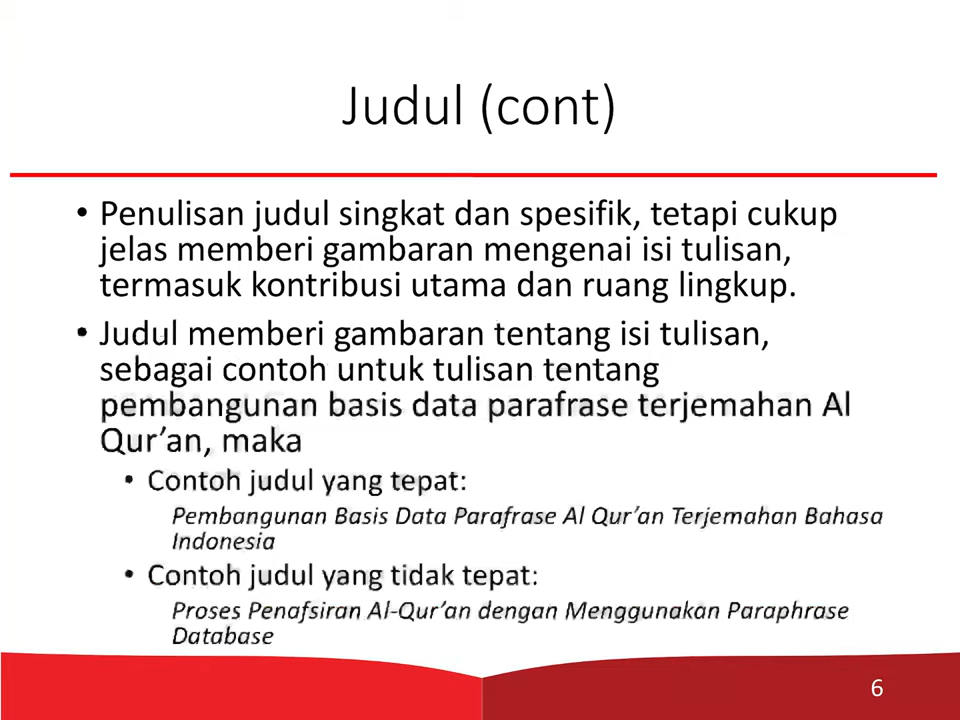 Judul (cont)
• Penulisan judul singkat dan spesifik, tetapi cukup
jelas memberi gambaran mengenai isi tulisan,
termasuk kontribusi utama dan ruang lingkup.
• Judul memberi gambaran tentang isi tulisan,
sebagai contoh untuk tulisan tentang
pembangunan basis data parafrase terjemahan Al
Qur’an, maka
• Contoh judul yang tepat:
Pembangunan Basis Data Parafrase Al Qur’an Terjemahan Bahasa
Indonesia
• Contoh judul yang tidak tepat:
Proses Penafsiran Al-Qur’an dengan Menggunakan Paraphrase
Database
6